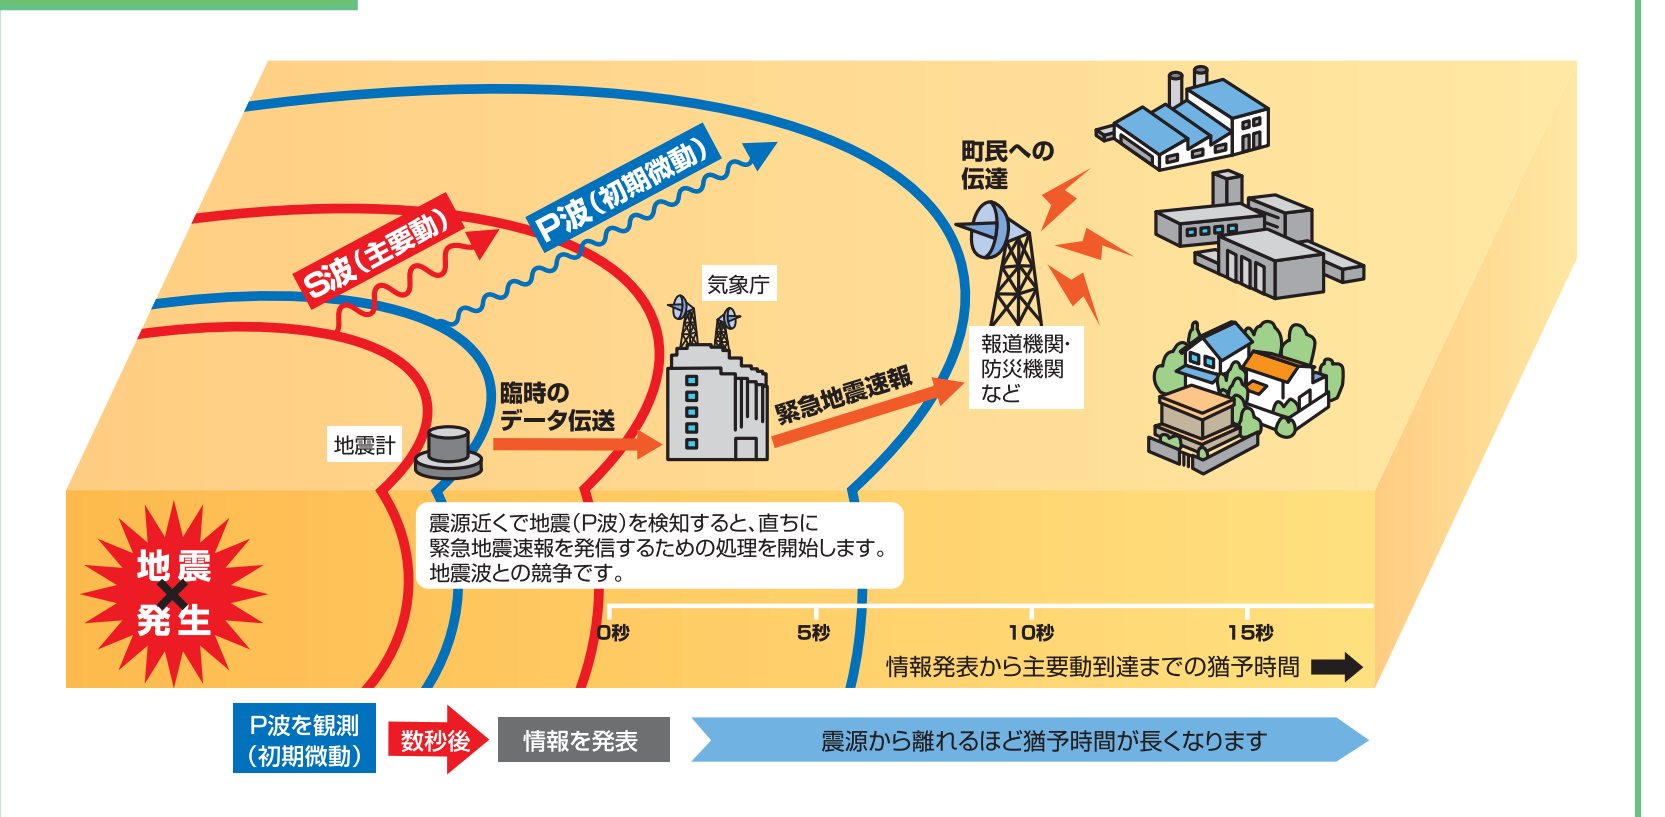 P波（初期微動）
S波（主要動）
町民への
伝達
気象庁
報道機関・
防災機関
など
緊急地震速報
臨時の
データ伝送
地震計
震源近くで地震（P波）を検知すると、直ちに
緊急地震速報を発信するための処理を開始します。
地震波との競争です。
地震
×
発生
0秒
5秒
10秒
15秒
情報発表から主要動到達までの猶予時間
P波を観測
（初期微動）
数秒後
情報を発表
震源から離れるほど猶予時間が長くなります